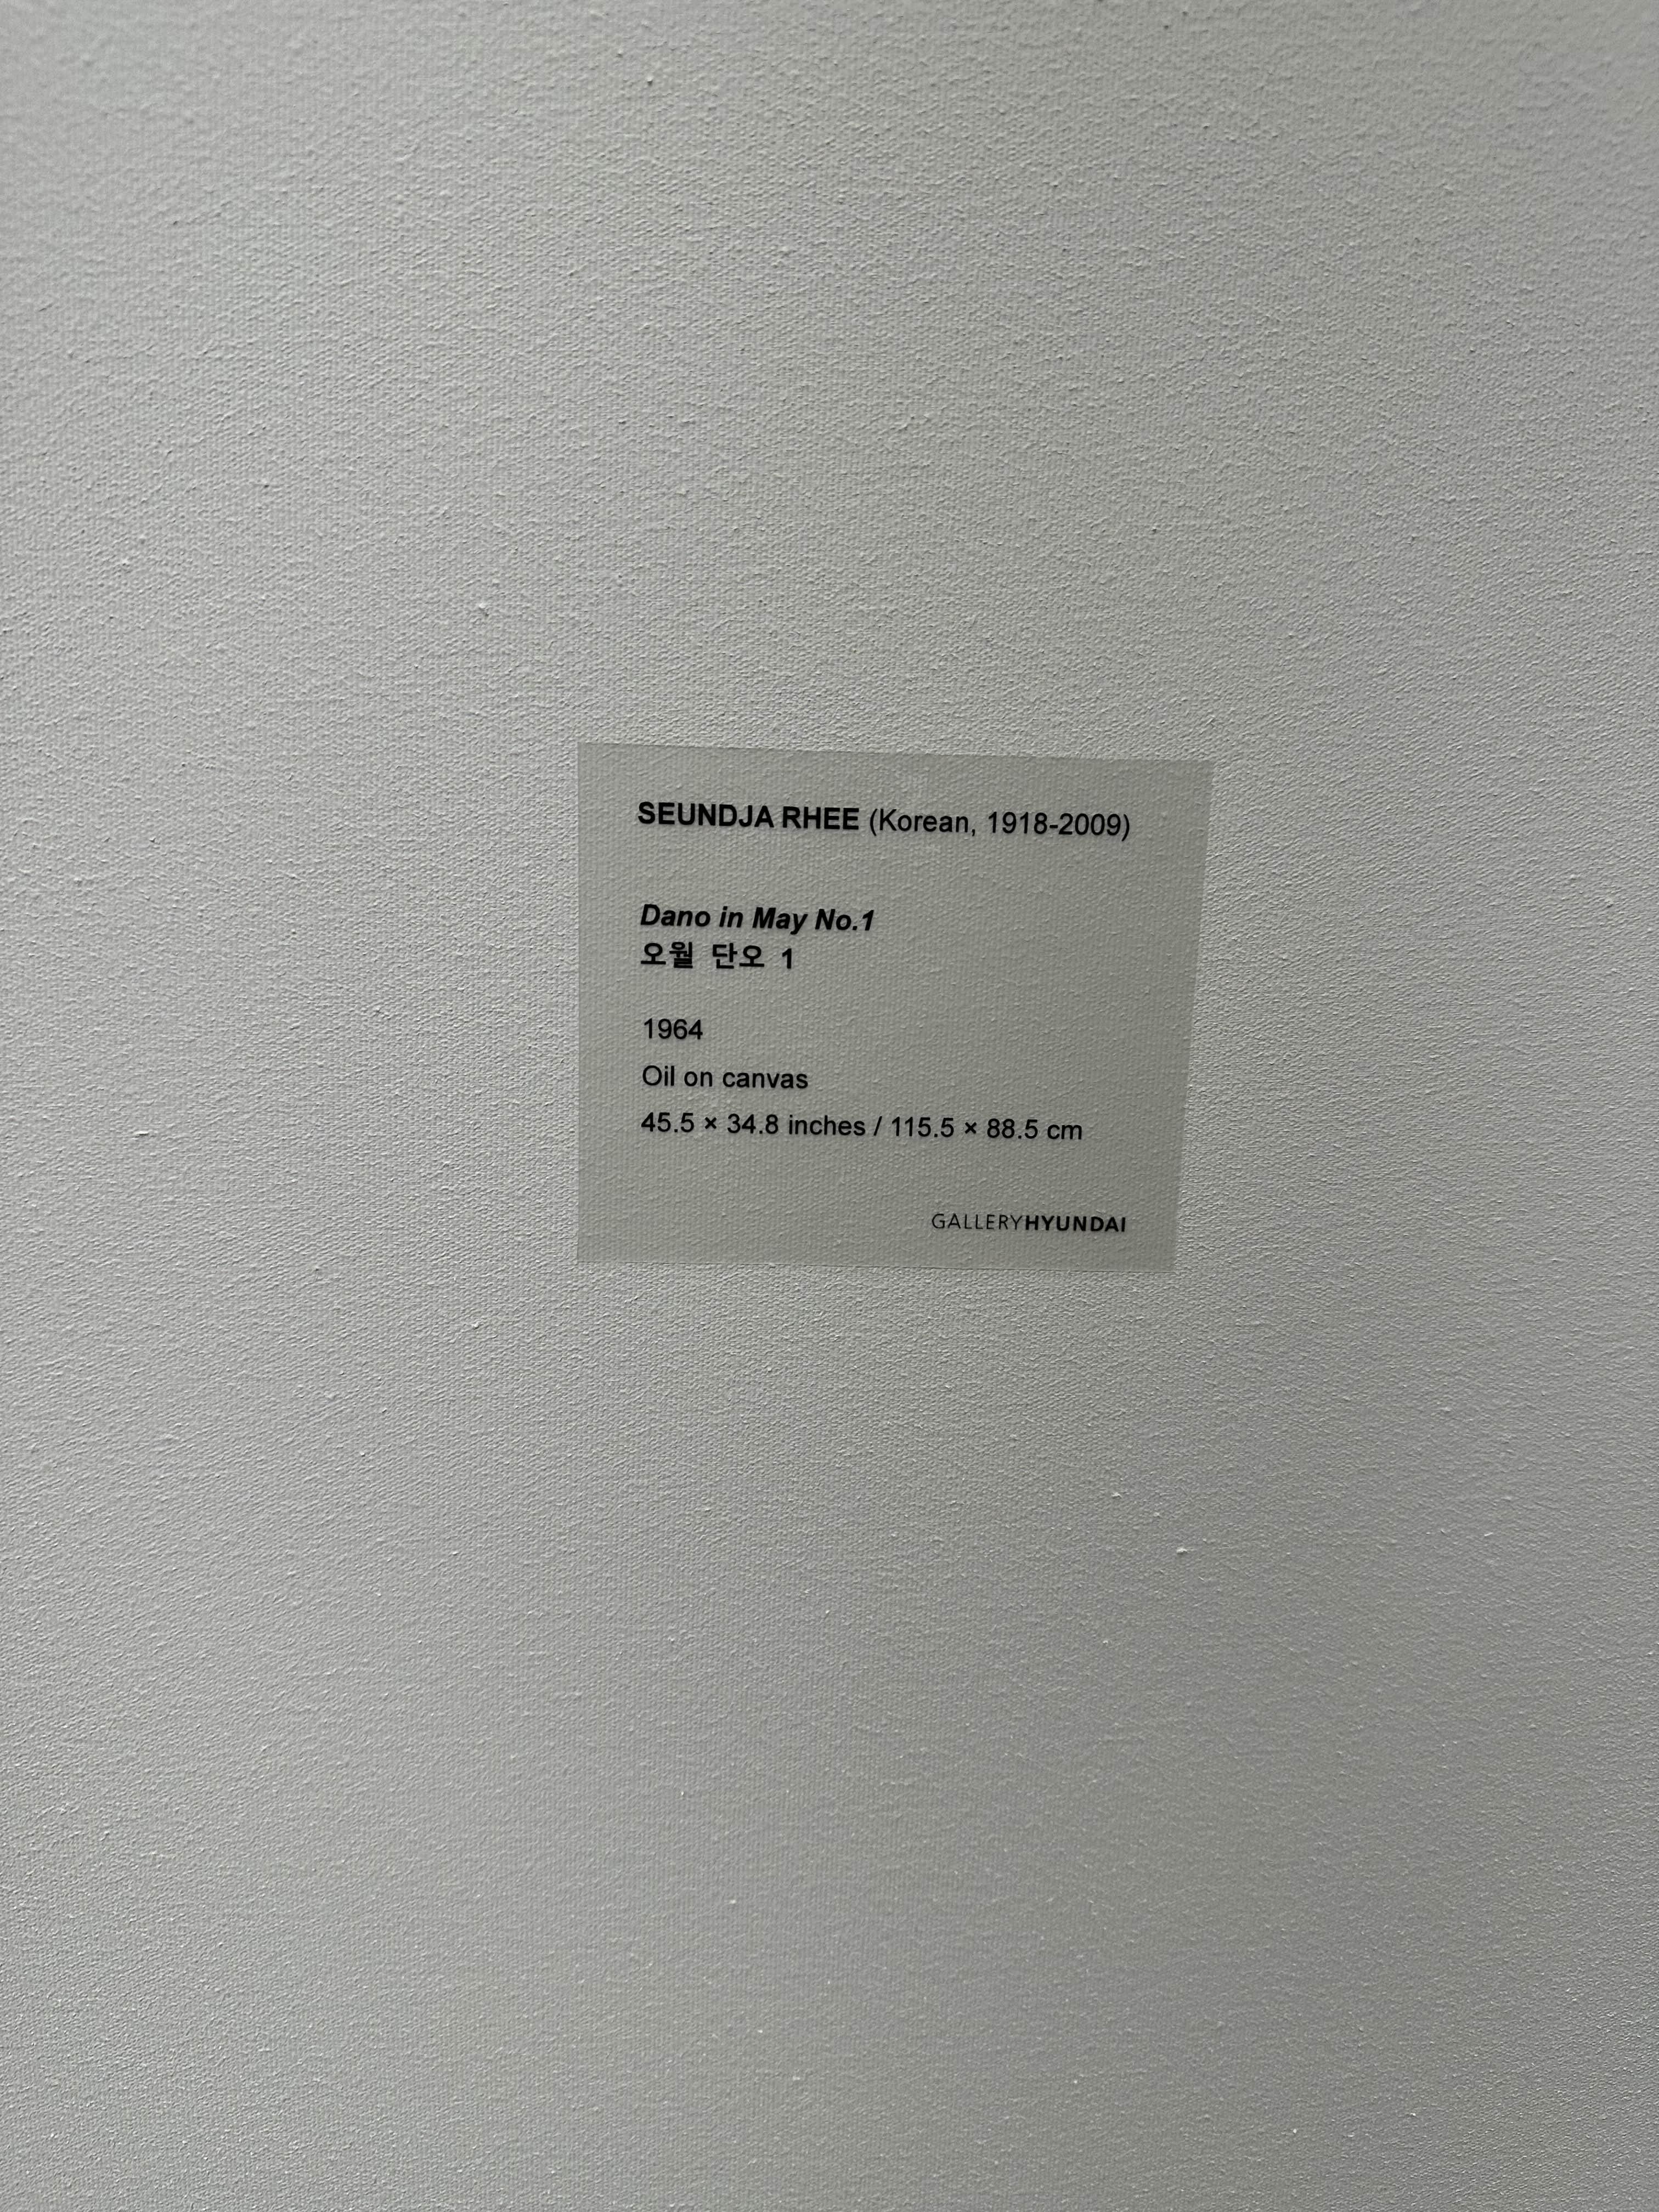 SEUNDJA RHEE (Korean, 1918-2009)
Dano in May No.1
오월 단오 1
1964
Oil on canvas
45.5 × 34.8 inches / 115.5 × 88.5 cm
GALLERYHYUNDAI